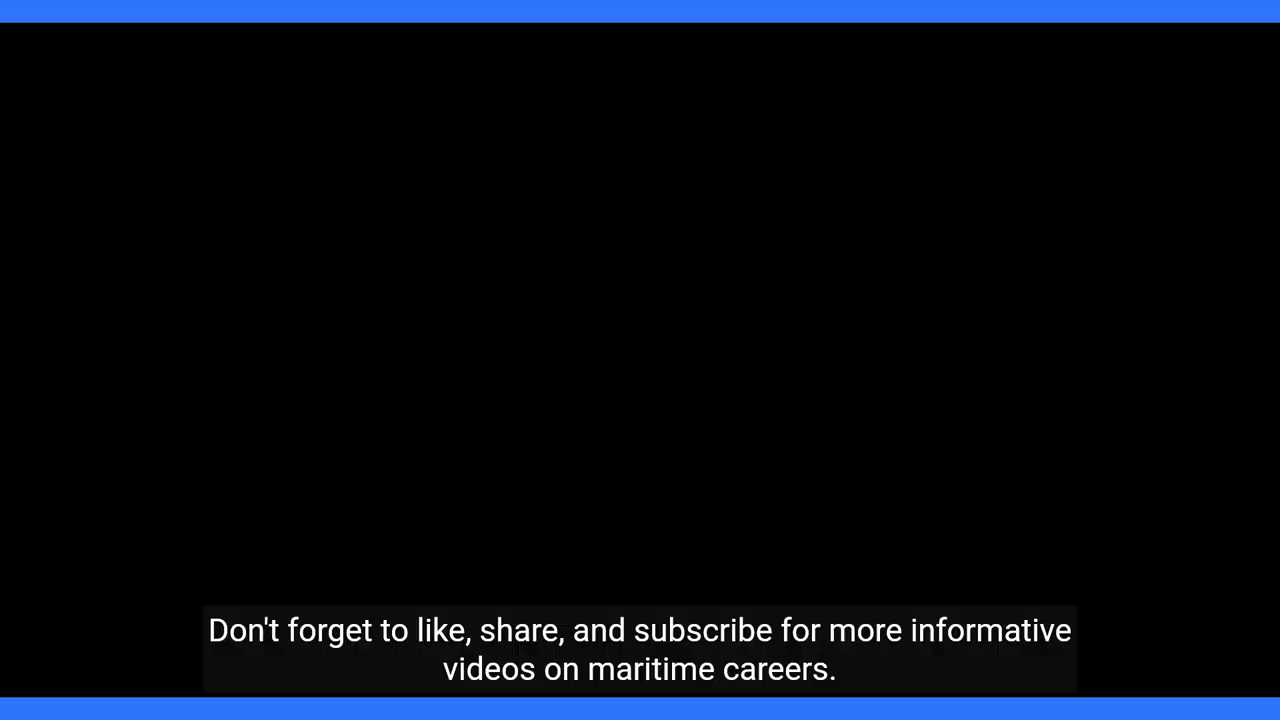 Don't forget to like, share, and subscribe for more informative
videos on maritime careers.